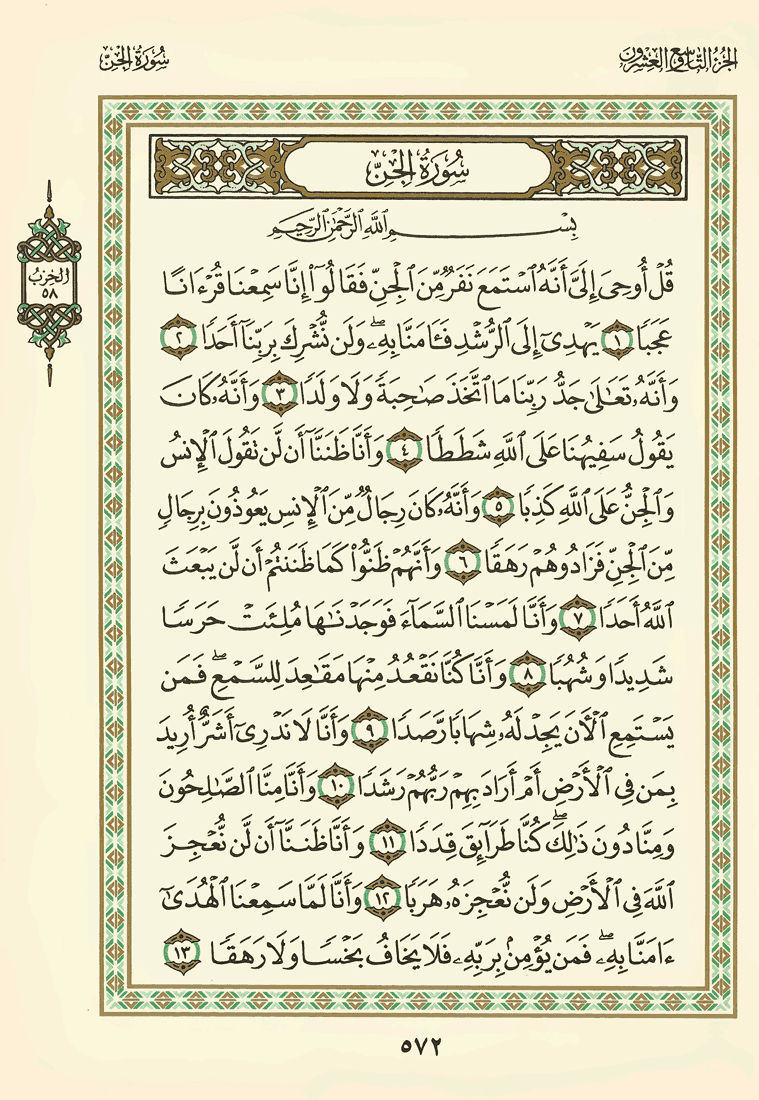 الجزء التاسع والعشرون
سورة الجن
سُورَةُ الجِنِّ
بِسْمِ اللَّهِ الرَّحْمَٰنِ الرَّحِيمِ
قُلْ أُوحِىَ إِلَىَّ أَنَّهُ ٱسْتَمَعَ نَفَرٌ مِّنَ ٱلْجِنِّ فَقَالُوٓا۟ إِنَّا سَمِعْنَا قُرْءَانًا
عَجَبًا ١ يَهْدِىٓ إِلَى ٱلرُّشْدِ فَـَٔامَنَّا بِهِۦ ۖ وَلَن نُّشْرِكَ بِرَبِّنَآ أَحَدًا ٢
وَأَنَّهُۥ تَعَٰلَىٰ جَدُّ رَبِّنَا مَا ٱتَّخَذَ صَٰحِبَةً وَلَا وَلَدًا ٣ وَأَنَّهُۥ كَانَ
يَقُولُ سَفِيهُنَا عَلَى ٱللَّهِ شَطَطًا ٤ وَأَنَّا ظَنَنَّآ أَن لَّن تَقُولَ ٱلْإِنسُ
وَٱلْجِنُّ عَلَى ٱللَّهِ كَذِبًا ٥ وَأَنَّهُۥ كَانَ رِجَالٌ مِّنَ ٱلْإِنسِ يَعُوذُونَ بِرِجَالٍ
مِّنَ ٱلْجِنِّ فَزَادُوهُمْ رَهَقًا ٦ وَأَنَّهُمْ ظَنُّوا۟ كَمَا ظَنَنتُمْ أَن لَّن يَبْعَثَ
ٱللَّهُ أَحَدًا ٧ وَأَنَّا لَمَسْنَا ٱلسَّمَآءَ فَوَجَدْنَٰهَا مُلِئَتْ حَرَسًا
شَدِيدًا وَشُهُبًا ٨ وَأَنَّا كُنَّا نَقْعُدُ مِنْهَا مَقَٰعِدَ لِلسَّمْعِ ۖ فَمَن
يَسْتَمِعِ ٱلْـَٔانَ يَجِدْ لَهُۥ شِهَابًا رَّصَدًا ٩ وَأَنَّا لَا نَدْرِىٓ أَشَرٌّ أُرِيدَ
بِمَن فِى ٱلْأَرْضِ أَمْ أَرَادَ بِهِمْ رَبُّهُمْ رَشَدًا ١٠ وَأَنَّا مِنَّا ٱلصَّٰلِحُونَ
وَمِنَّا دُونَ ذَٰلِكَ ۖ كُنَّا طَرَآئِقَ قِدَدًا ١١ وَأَنَّا ظَنَنَّآ أَن لَّن نُّعْجِزَ
ٱللَّهَ فِى ٱلْأَرْضِ وَلَن نُّعْجِزَهُۥ هَرَبًا ١٢ وَأَنَّا لَمَّا سَمِعْنَا ٱلْهُدَىٰٓ
ءَامَنَّا بِهِۦ ۖ فَمَن يُؤْمِنۢ بِرَبِّهِۦ فَلَا يَخَافُ بَخْسًا وَلَا رَهَقًا ١٣
الحزب
٥٨
٥٧٢